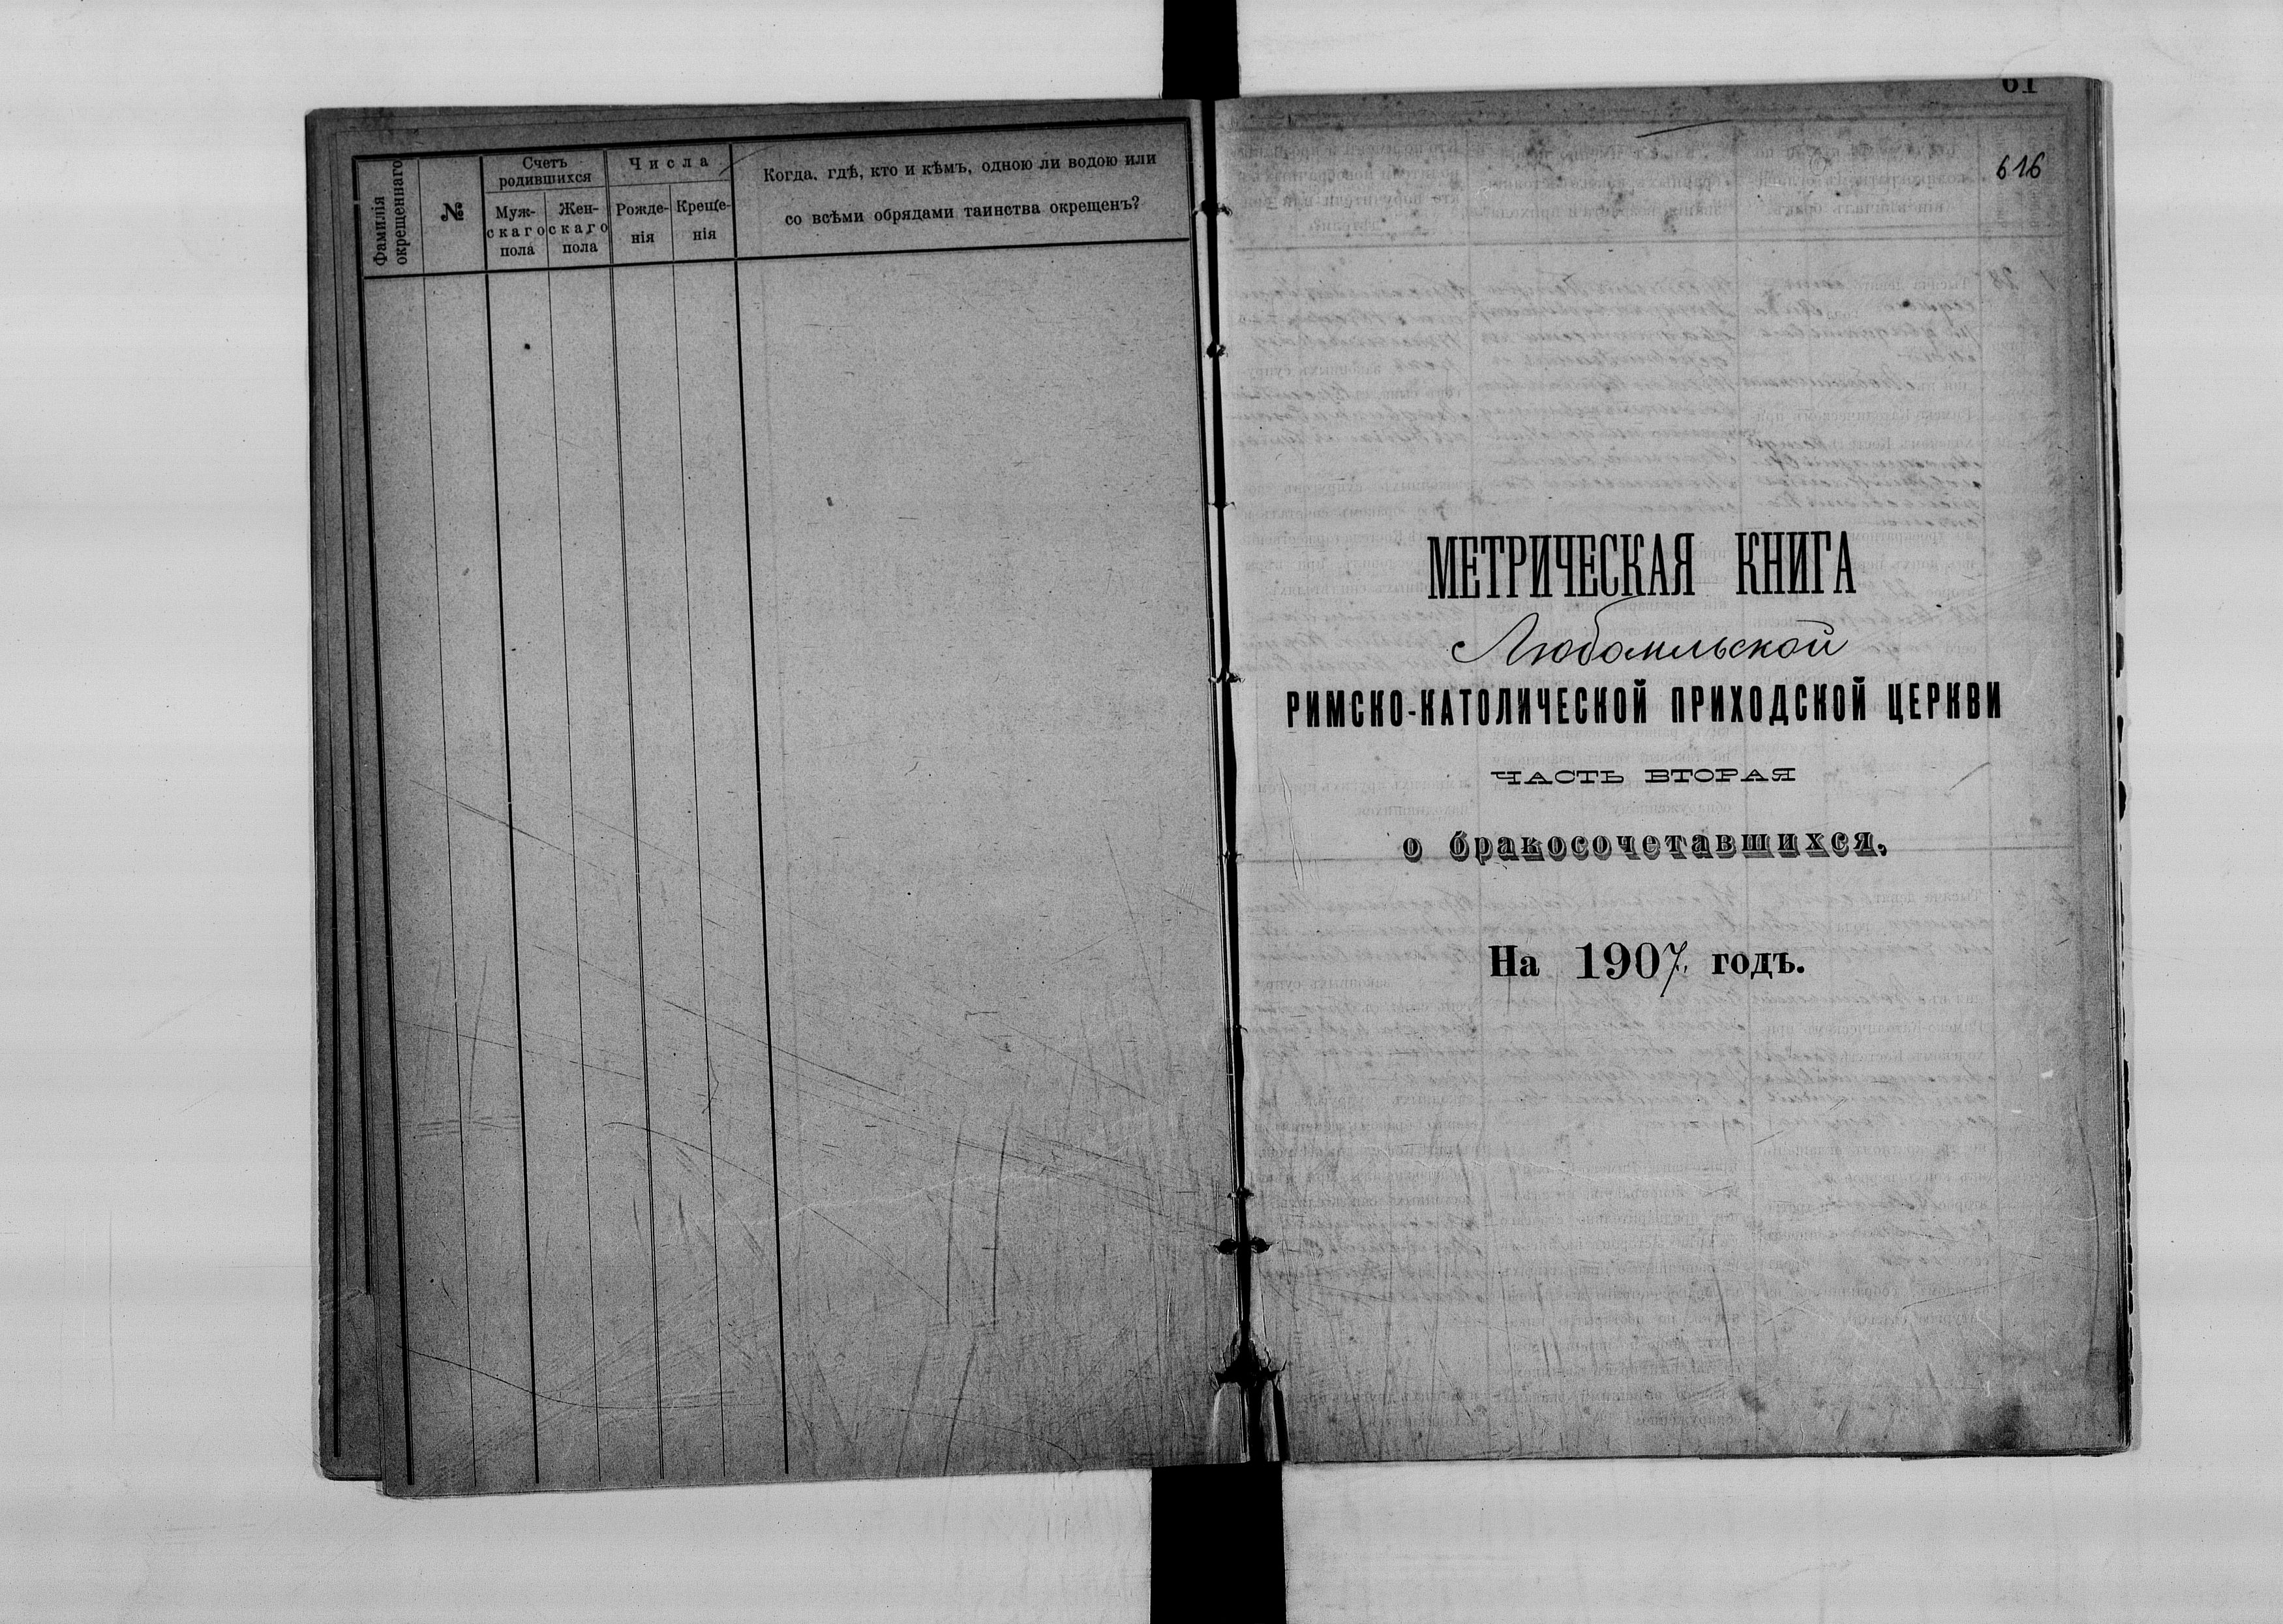 Фамилія
окрещеннаго
№
Счетъ
родившихся
Муж-
скаго
пола
Жен-
скаго
пола
Числа
Рожде-
нія
Креще-
нія
Когда, гдѣ, кто и кѣмъ, одною ли водою или
со всѣми обрядами таинства окрещенъ?
61
616
МЕТРИЧЕСКАЯ КНИГА
Любомльской
РИМСКО-КАТОЛИЧЕСКОЙ ПРИХОДСКОЙ ЦЕРКВИ
ЧАСТЬ ВТОРАЯ
о бракосочетавшихся.
На 1907 годъ.